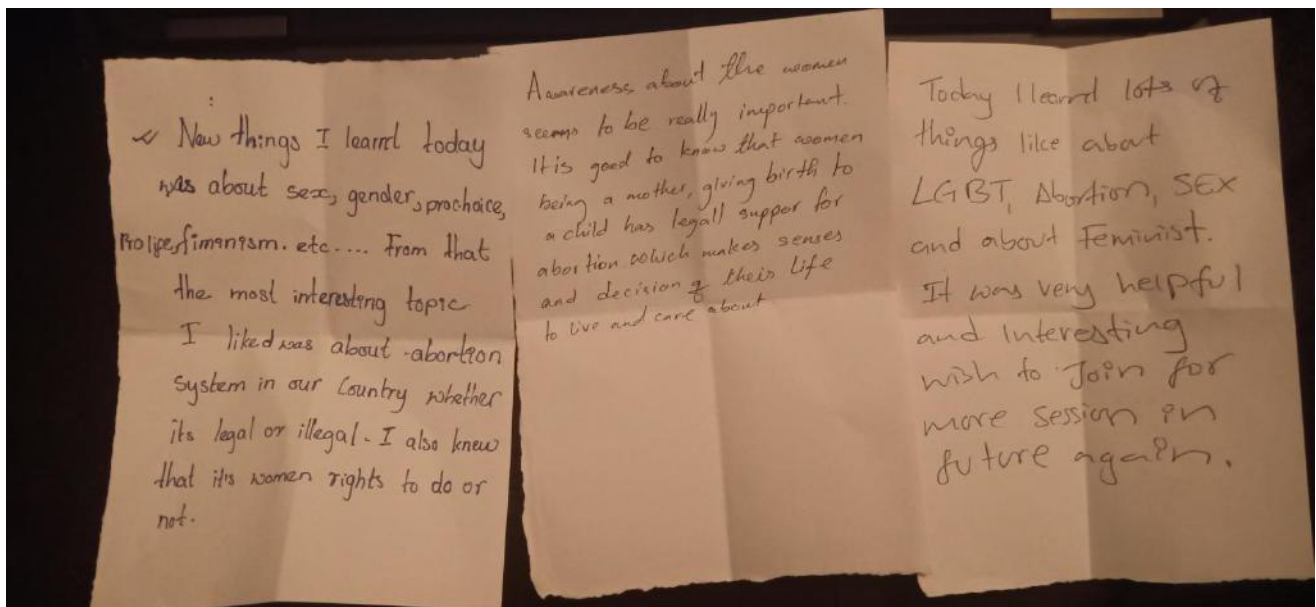 New things I learnd today
was about sex, gender, prochoice,
Prolife, fimanism. etc.... From that
the most interesting topic
I liked was about abortion
system in our Country whether
its legal or illegal. I also knew
that it's women rights to do or
not.
Awareness about the women
seems to be really important.
It is good to know that women
being a mother, giving birth to
a child has legall suppor for
abortion which makes senses
and decision of their life
to live and care about
Today I learnd lots of
things like about
LGBT, Abortion, SEX
and about Feminist.
It was very helpful
and Interesting
wish to Join for
more session in
future again.